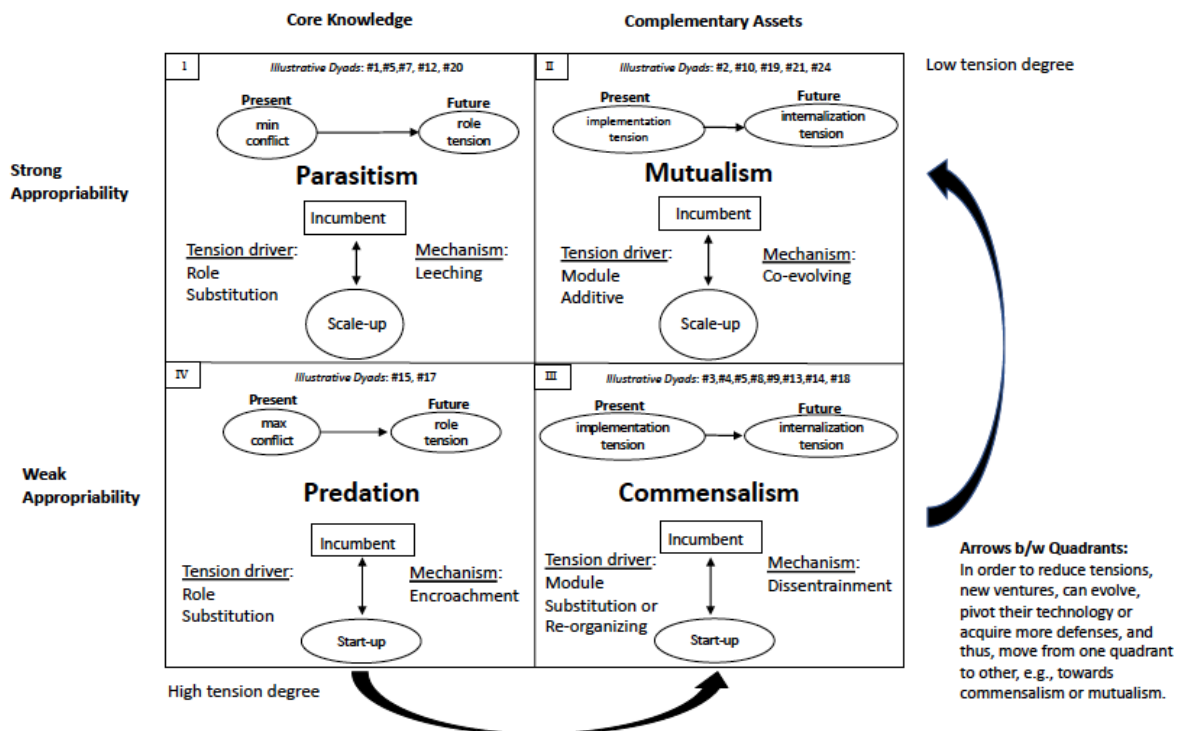 Core Knowledge
Complementary Assets
Strong
Appropriability
Weak
Appropriability
I
Illustrative Dyads: #1,#5,#7, #12, #20
Present
Future
min
conflict
role
tension
Parasitism
Incumbent
Tension driver:
Role
Substitution
Mechanism:
Leeching
Scale-up
II
Illustrative Dyads: #2, #10, #19, #21, #24
Present
Future
implementation
tension
internalization
tension
Mutualism
Incumbent
Tension driver:
Module
Additive
Mechanism:
Co-evolving
Scale-up
Low tension degree
IV
Illustrative Dyads: #15, #17
Present
Future
max
conflict
role
tension
Predation
Incumbent
Tension driver:
Role
Substitution
Mechanism:
Encroachment
Start-up
III
Illustrative Dyads: #3,#4,#5,#8,#9,#13,#14, #18
Present
Future
implementation
tension
internalization
tension
Commensalism
Incumbent
Tension driver:
Module
Substitution or
Re-organizing
Mechanism:
Dissentrainment
Start-up
High tension degree
Arrows b/w Quadrants:
In order to reduce tensions,
new ventures, can evolve,
pivot their technology or
acquire more defenses, and
thus, move from one quadrant
to other, e.g., towards
commensalism or mutualism.